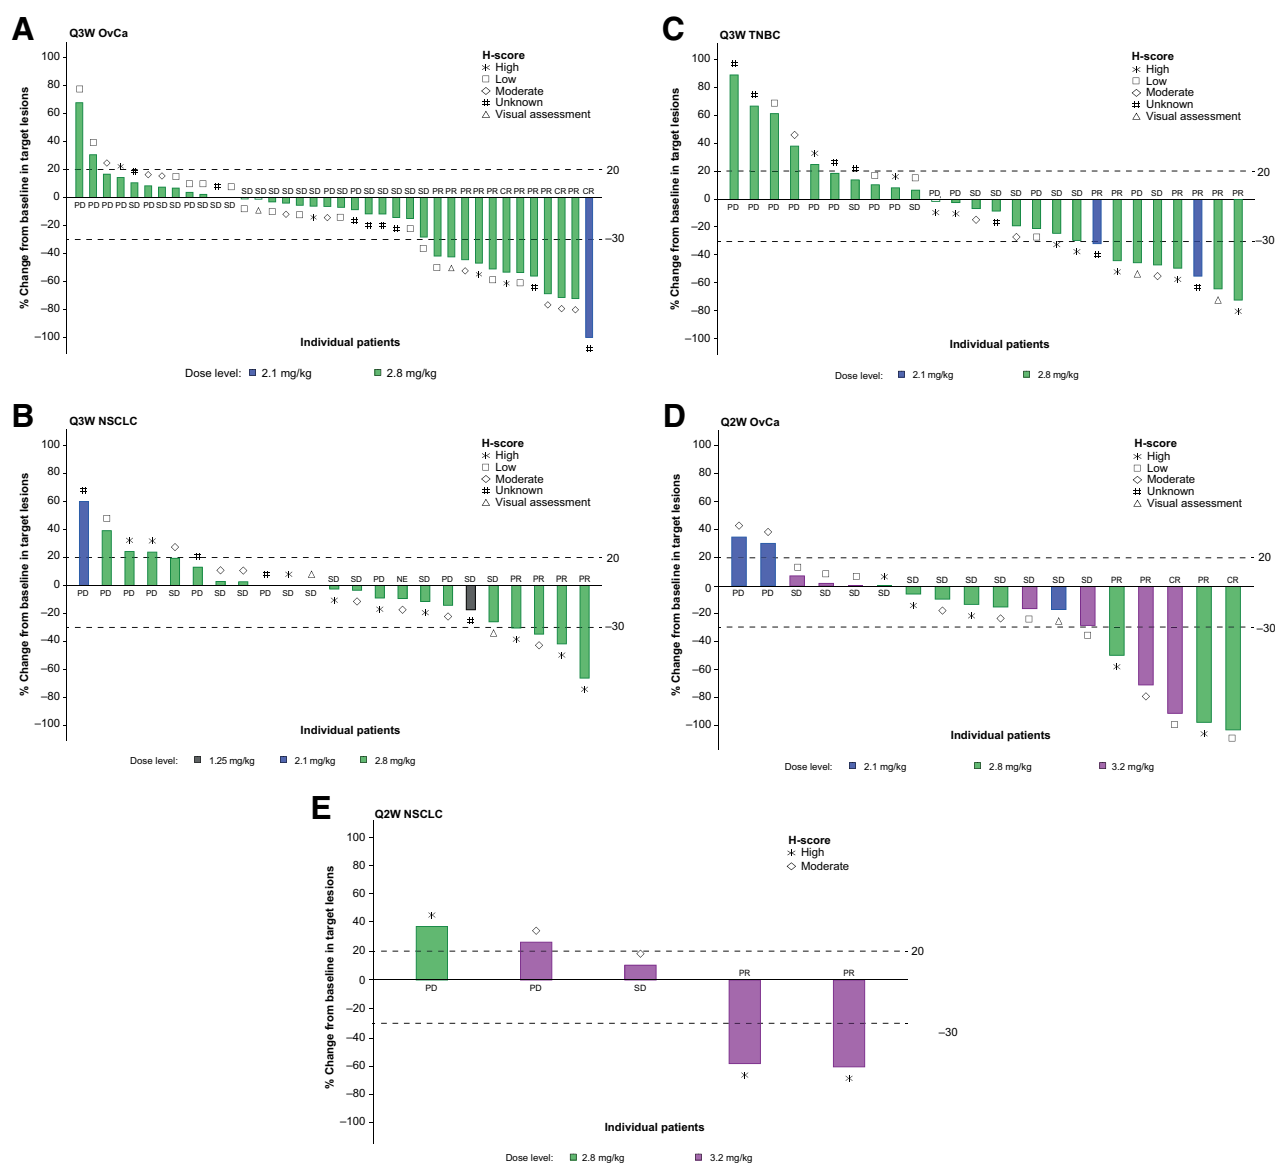 A
Q3W OvCa
H-score
High
Low
Moderate
Unknown
Visual assessment
% Change from baseline in target lesions
100
80
60
40
20
0
−20
−40
−60
−80
−100
20
−30
PD PD PD PD SD PD PD SD PD SD SD SD
SD SD SD SD SD SD PD SD PD SD SD SD SD SD PR PR PR PR PR CR PR PR PR CR PR CR
Individual patients
Dose level: 2.1 mg/kg 2.8 mg/kg
C
Q3W TNBC
H-score
High
Low
Moderate
Unknown
Visual assessment
% Change from baseline in target lesions
100
80
60
40
20
0
−20
−40
−60
−80
−100
20
−30
PD PD PD PD PD PD SD PD PD SD
PD PD SD SD SD PD SD SD PR PR PD SD PR PR PR PR
Individual patients
Dose level: 2.1 mg/kg 2.8 mg/kg
B
Q3W NSCLC
H-score
High
Low
Moderate
Unknown
Visual assessment
% Change from baseline in target lesions
100
80
60
40
20
0
−20
−40
−60
−80
−100
20
−30
PD PD PD PD SD PD SD SD PD SD SD
SD SD PD NE SD PD SD SD PR PR PR PR
Individual patients
Dose level: 1.25 mg/kg 2.1 mg/kg 2.8 mg/kg
D
Q2W OvCa
H-score
High
Low
Moderate
Unknown
Visual assessment
% Change from baseline in target lesions
100
80
60
40
20
0
−20
−40
−60
−80
−100
20
−30
PD PD SD SD SD SD
SD SD SD SD SD SD SD PR PR CR PR CR
Individual patients
Dose level: 2.1 mg/kg 2.8 mg/kg 3.2 mg/kg
E
Q2W NSCLC
H-score
High
Moderate
% Change from baseline in target lesions
100
80
60
40
20
0
−20
−40
−60
−80
−100
20
−30
PD PD SD
PR PR
Individual patients
Dose level: 2.8 mg/kg 3.2 mg/kg